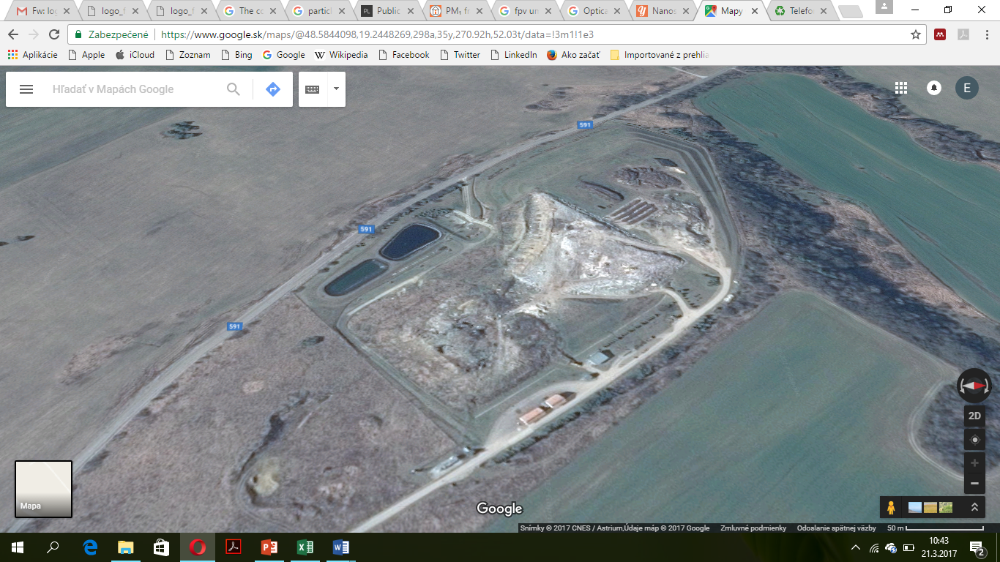 Fw: log
logo_f
logo_f
The co
particl
Public
PM₁ fr
fpv un
Optica
Nanos
Mapy
Telefo
Zabezpečené
https://www.google.sk/maps/@48.5844098,19.2448269,298a,35y,270.92h,52.03t/data=!3m1!1e3
Aplikácie
Apple
iCloud
Zoznam
Bing
Google
Wikipedia
Facebook
Twitter
LinkedIn
Ako začať
Importované z prehlia
Hľadať v Mapách Google
E
591
591
591
2D
Mapa
Google
Snímky © 2017 CNES / Astrium,Údaje máp © 2017 Google
Zmluvné podmienky
Odoslanie spätnej väzby
50 m
10:43
21.3.2017
2